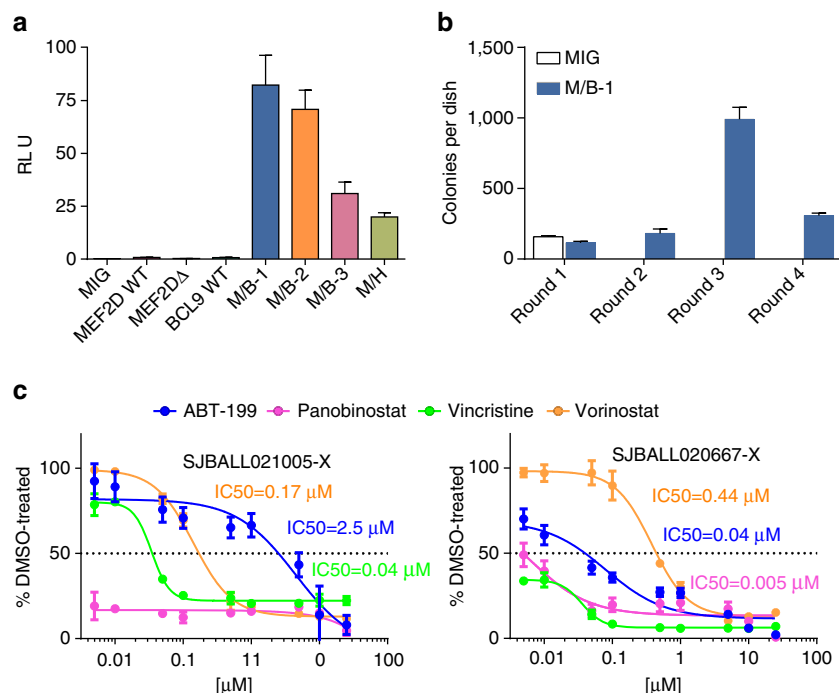 a
100
75
50
25
0
RL U
MIG
MEF2D WT
MEF2DΔ
BCL9 WT
M/B-1
M/B-2
M/B-3
M/H
b
1,500
1,000
500
0
Colonies per dish
MIG
M/B-1
Round 1
Round 2
Round 3
Round 4
c
ABT-199 Panobinostat Vincristine Vorinostat
SJBALL021005-X
100
50
0
% DMSO-treated
IC50=0.17 μM
IC50=2.5 μM
IC50=0.04 μM
0.01 0.1 11 0 100
[μM]
SJBALL020667-X
100
50
0
% DMSO-treated
IC50=0.44 μM
IC50=0.04 μM
IC50=0.005 μM
0.01 0.1 1 10 100
[μM]